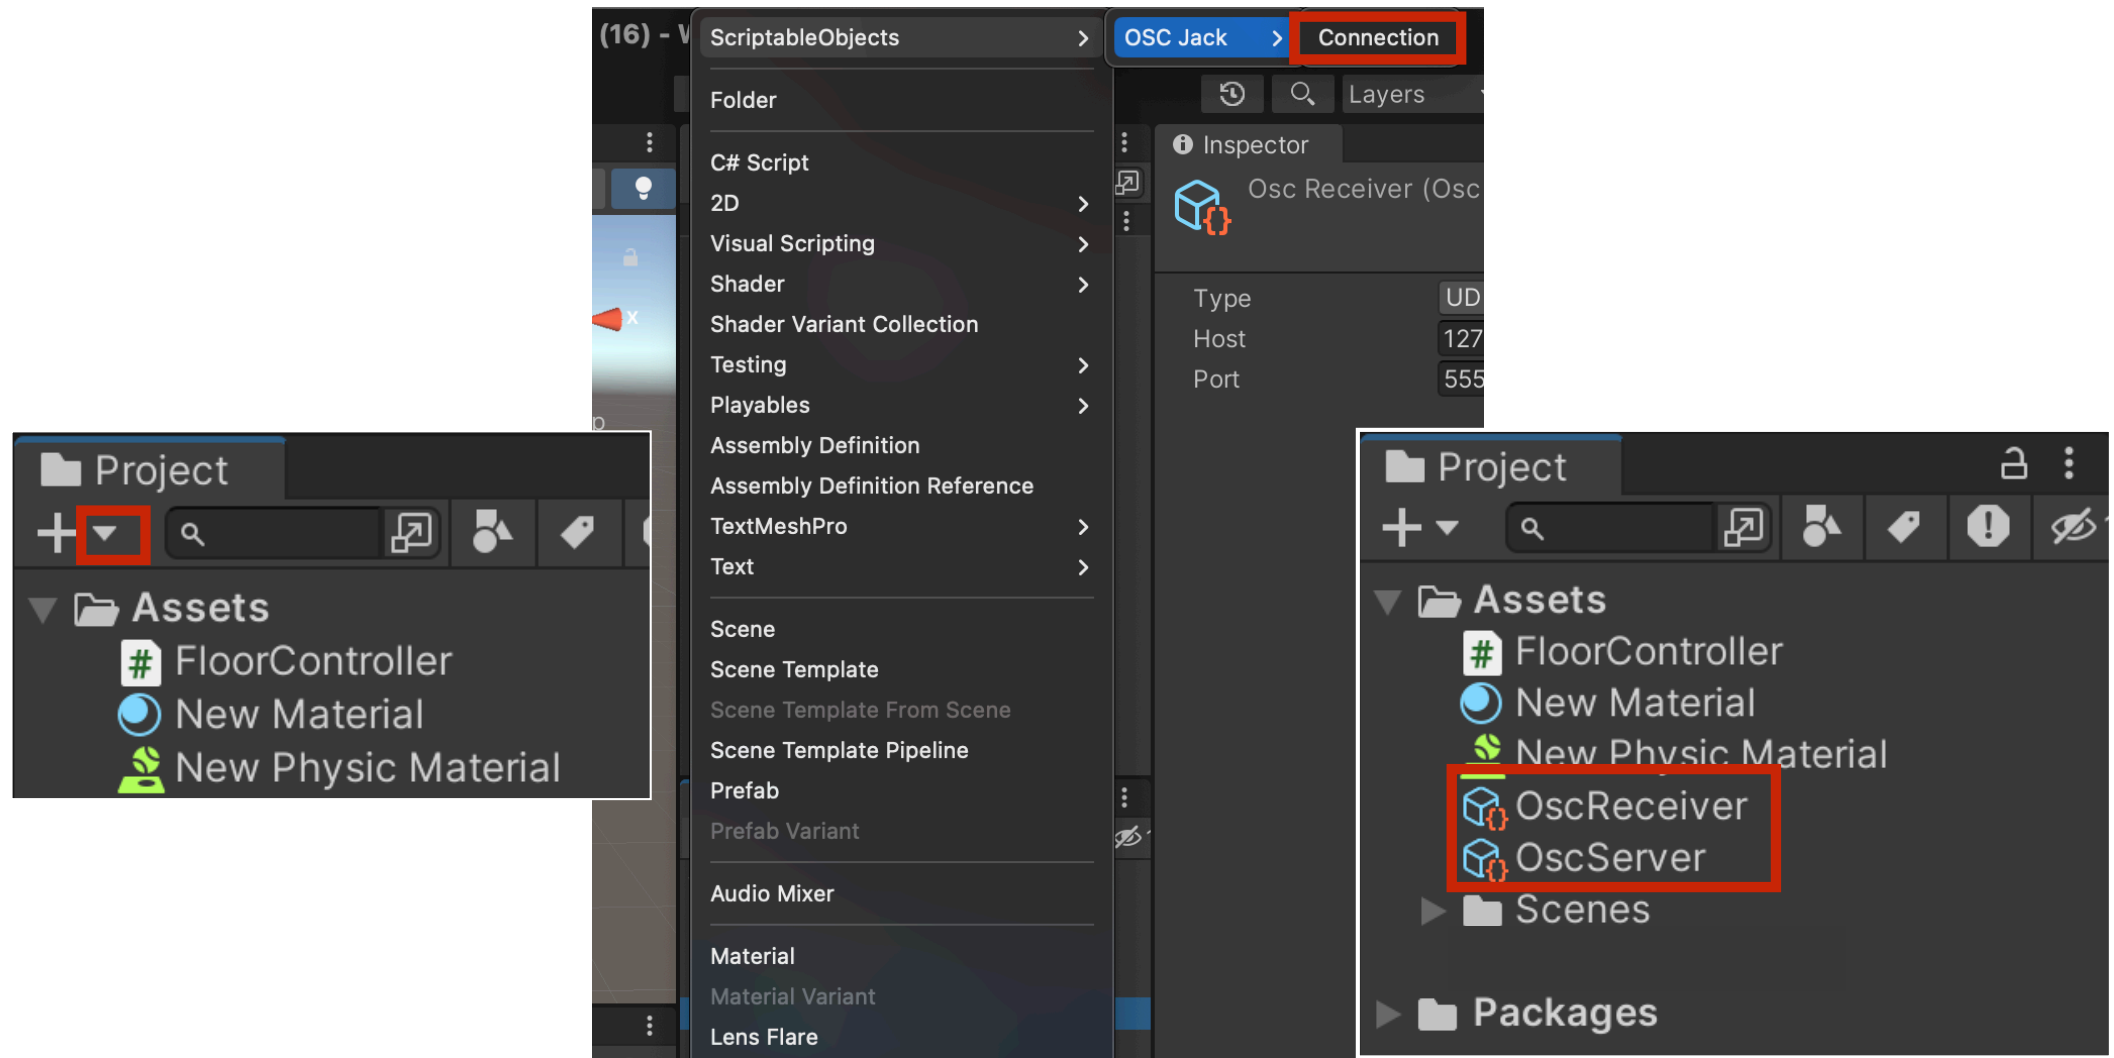 Project
Assets
FloorController
New Material
New Physic Material
(16) -
ScriptableObjects
OSC Jack
Connection
Folder
C# Script
2D
Visual Scripting
Shader
Shader Variant Collection
Testing
Playables
Assembly Definition
Assembly Definition Reference
TextMeshPro
Text
Scene
Scene Template
Scene Template From Scene
Scene Template Pipeline
Prefab
Prefab Variant
Audio Mixer
Material
Material Variant
Lens Flare
X
Layers
Inspector
Osc Receiver (Osc
Type UD
Host 127
Port 555
Project
Assets
FloorController
New Material
New Physic Material
OscReceiver
OscServer
Scenes
Packages